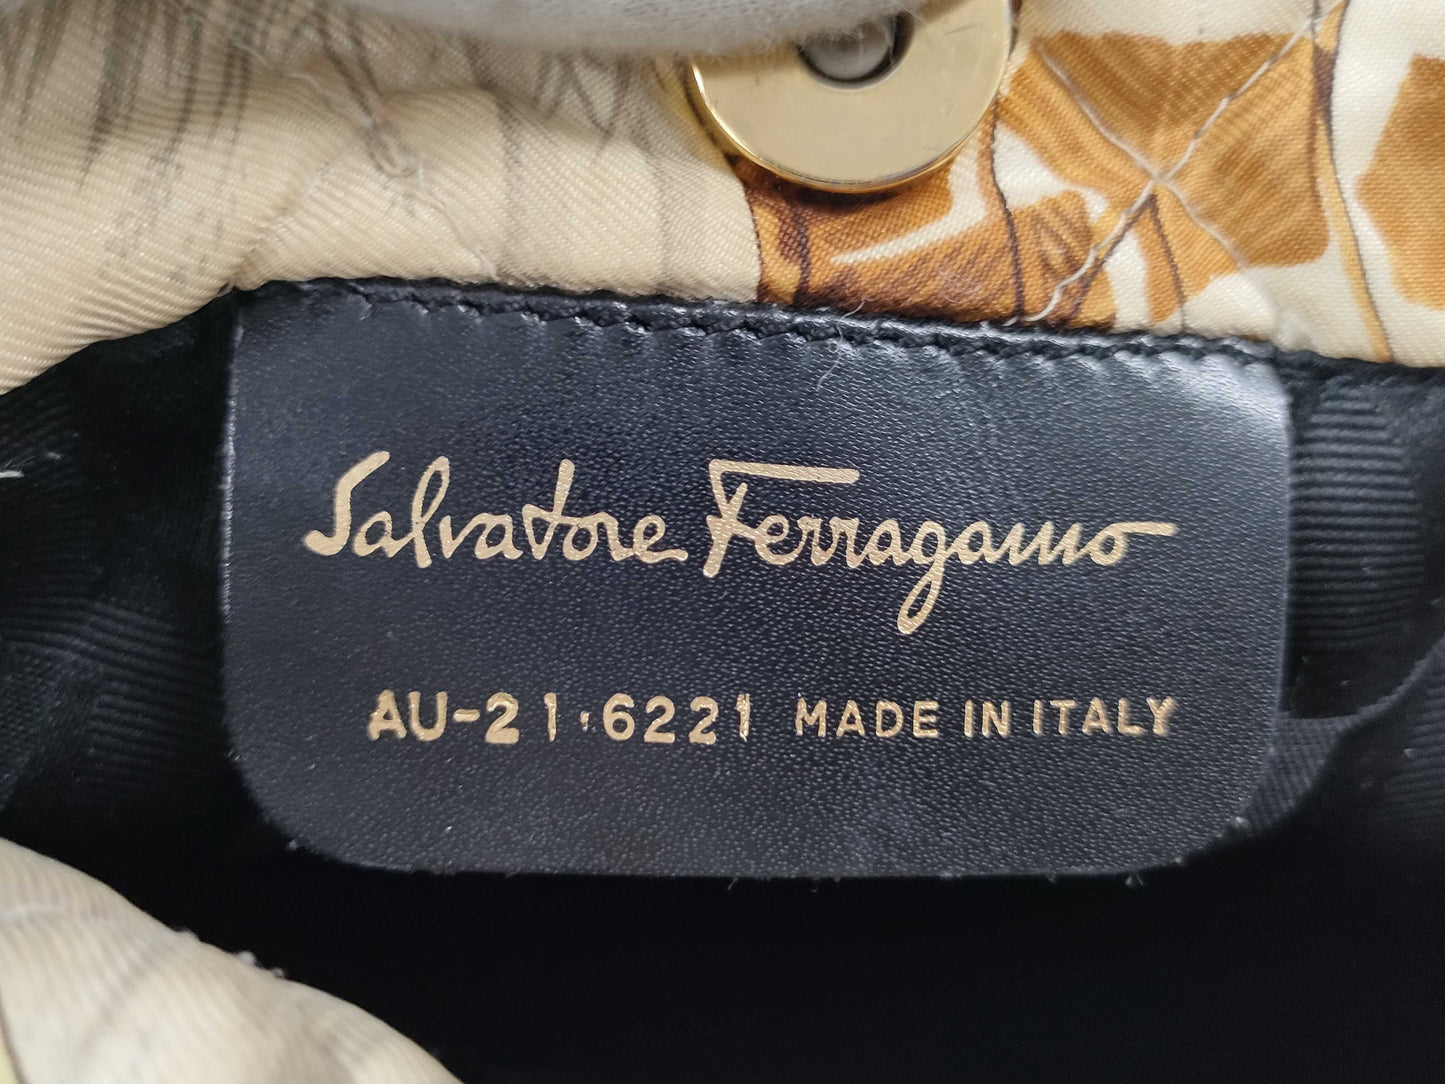 Salvatore Ferragamo
AU-21·6221 MADE IN ITALY